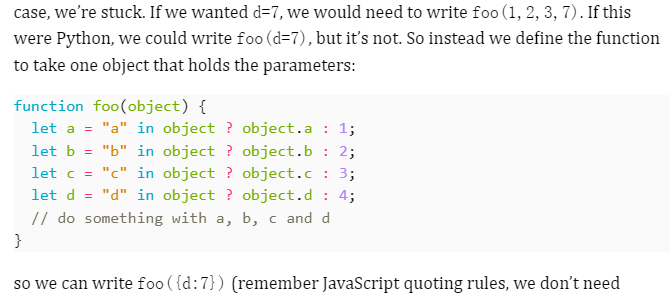 case, we’re stuck. If we wanted d=7, we would need to write foo(1, 2, 3, 7). If this
were Python, we could write foo(d=7), but it’s not. So instead we define the function
to take one object that holds the parameters:
function foo(object) {
  let a = "a" in object ? object.a : 1;
  let b = "b" in object ? object.b : 2;
  let c = "c" in object ? object.c : 3;
  let d = "d" in object ? object.d : 4;
  // do something with a, b, c and d
}
so we can write foo({d:7}) (remember JavaScript quoting rules, we don’t need